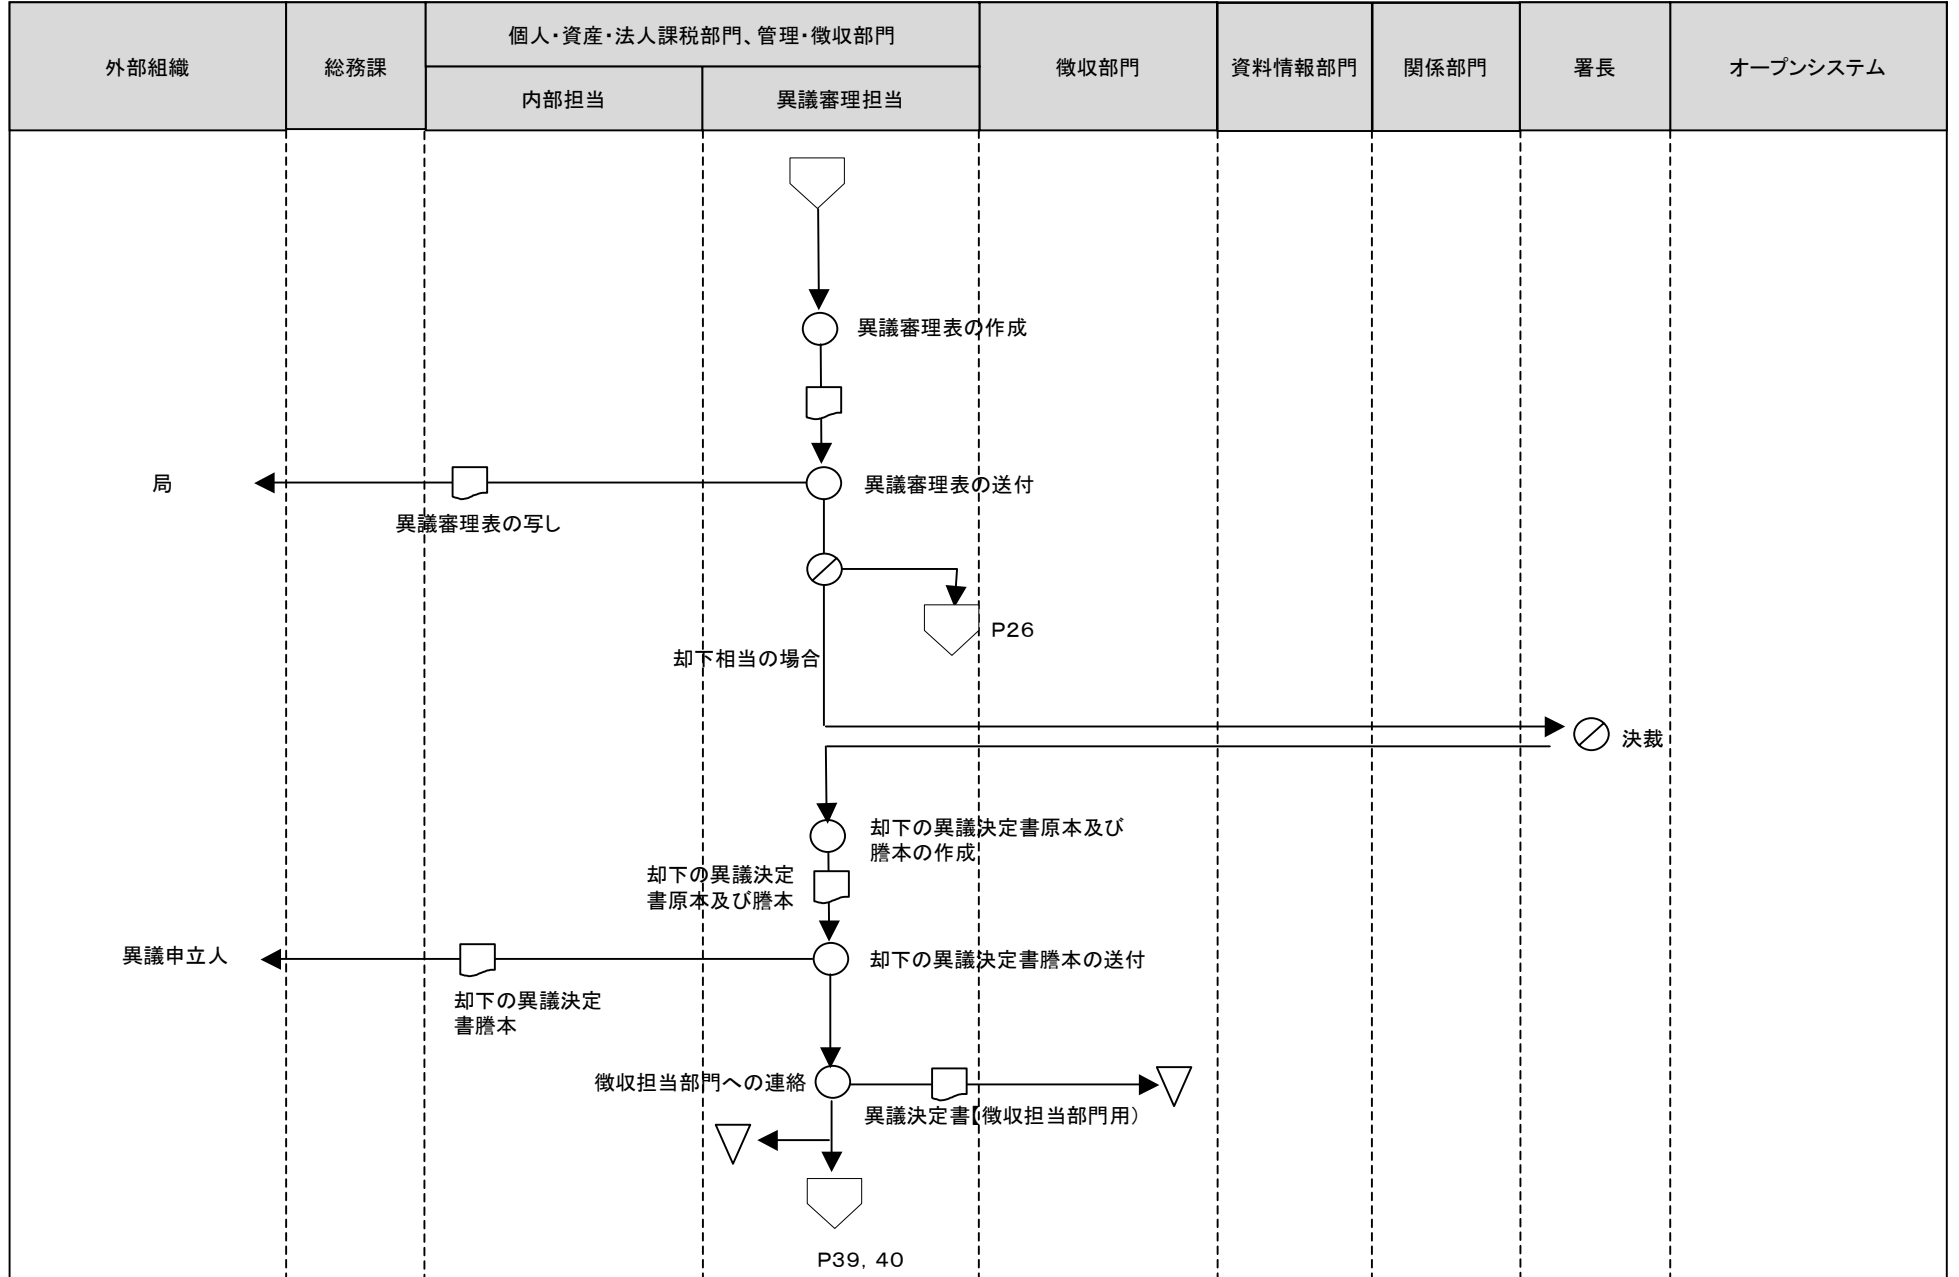 外部組織
総務課
個人・資産・法人課税部門、管理・徴収部門
内部担当
異議審理担当
徴収部門
資料情報部門
関係部門
署長
オープンシステム
異議審理表の作成
局
異議審理表の送付
異議審理表の写し
P26
却下相当の場合
決裁
却下の異議決定書原本及び
謄本の作成
却下の異議決定
書原本及び謄本
異議申立人
却下の異議決定書謄本の送付
却下の異議決定
書謄本
徴収担当部門への連絡
異議決定書(徴収担当部門用)
P39, 40